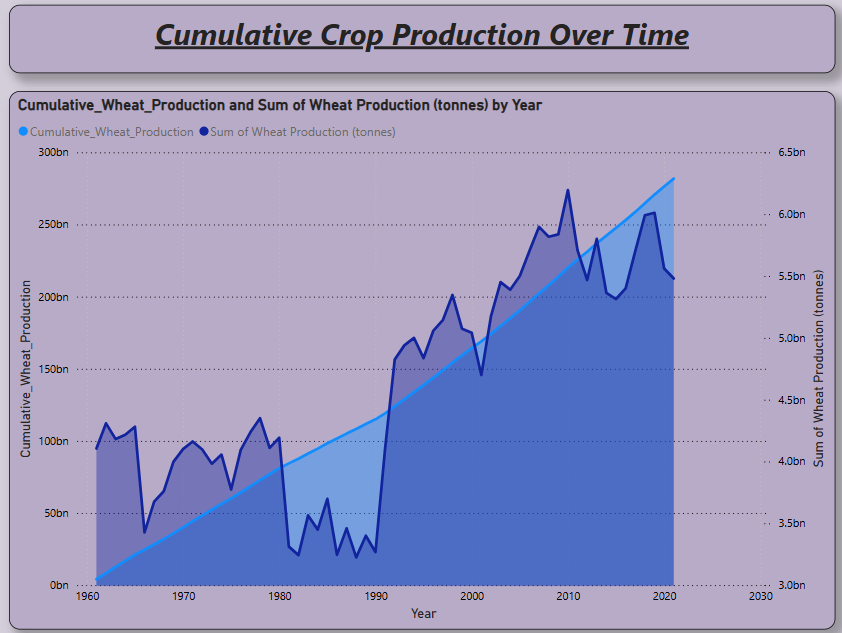 Cumulative Crop Production Over Time
Cumulative_Wheat_Production and Sum of Wheat Production (tonnes) by Year
Cumulative_Wheat_Production Sum of Wheat Production (tonnes)
300bn 6.5bn
6.0bn
250bn
5.5bn
200bn
5.0bn
150bn
4.5bn
100bn
4.0bn
50bn
3.5bn
0bn 3.0bn
Cumulative_Wheat_Production
Sum of Wheat Production (tonnes)
1960 1970 1980 1990 2000 2010 2020 2030
Year